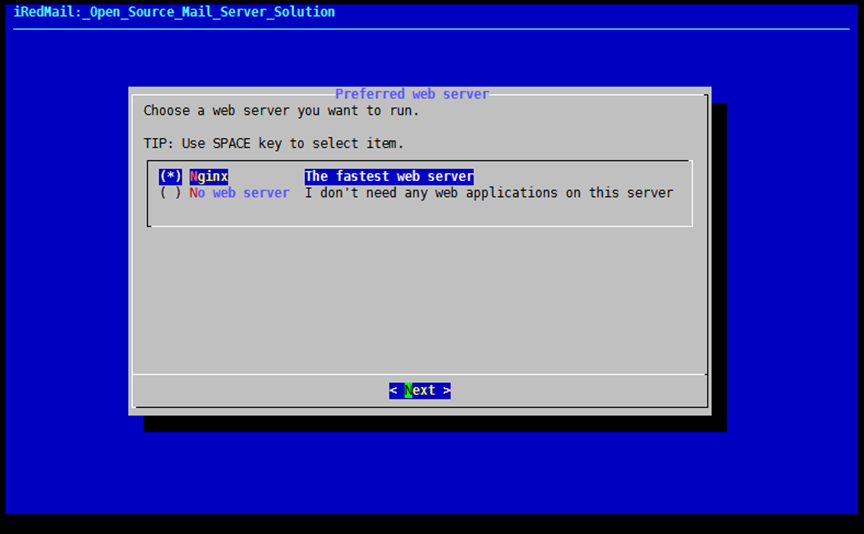 iRedMail:_Open_Source_Mail_Server_Solution
Preferred web server
Choose a web server you want to run.
TIP: Use SPACE key to select item.
(*) Nginx The fastest web server
( ) No web server I don't need any web applications on this server
< Next >